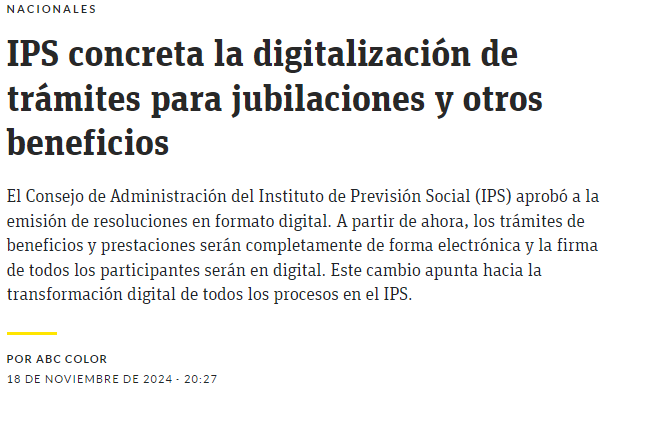 NACIONALES
IPS concreta la digitalización de
trámites para jubilaciones y otros
beneficios
El Consejo de Administración del Instituto de Previsión Social (IPS) aprobó a la
emisión de resoluciones en formato digital. A partir de ahora, los trámites de
beneficios y prestaciones serán completamente de forma electrónica y la firma
de todos los participantes serán en digital. Este cambio apunta hacia la
transformación digital de todos los procesos en el IPS.
POR ABC COLOR
18 DE NOVIEMBRE DE 2024 - 20:27